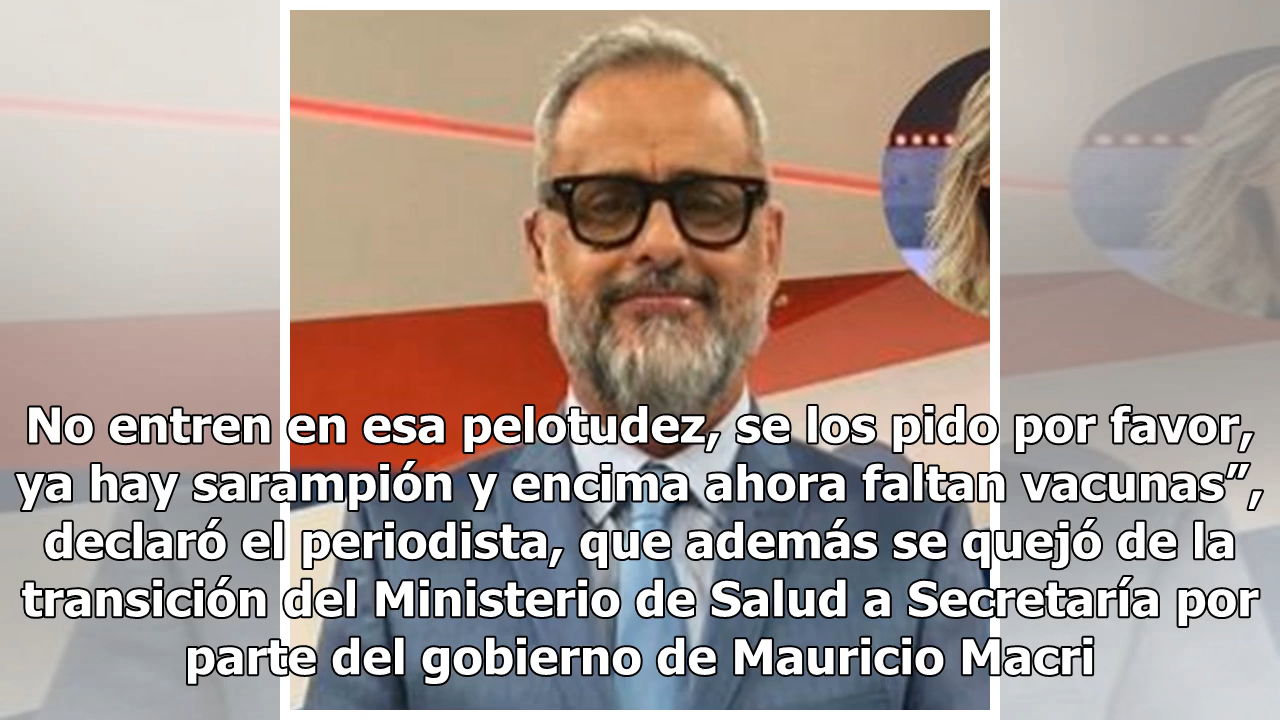 No entren en esa pelotudez, se los pido por favor,
ya hay sarampión y encima ahora faltan vacunas”,
declaró el periodista, que además se quejó de la
transición del Ministerio de Salud a Secretaría por
parte del gobierno de Mauricio Macri